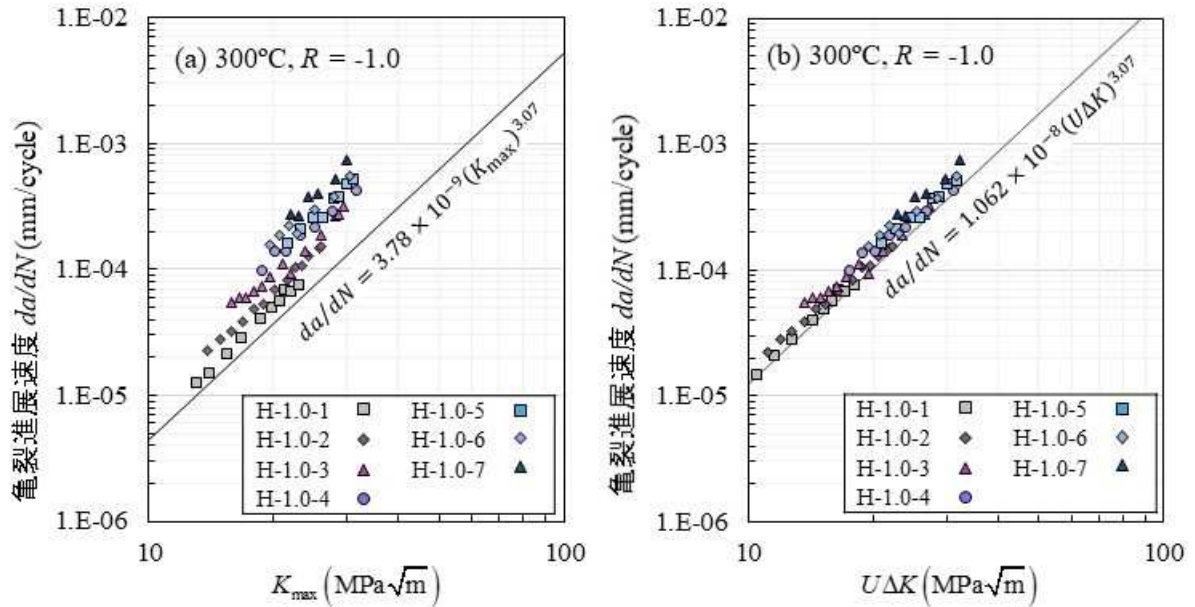 (a) 300℃, R = -1.0
1.E-02
1.E-03
1.E-04
1.E-05
1.E-06
亀裂進展速度 da/dN (mm/cycle)
da/dN = 3.78 × 10⁻⁹(K_max)^3.07
H-1.0-1
H-1.0-2
H-1.0-3
H-1.0-4
H-1.0-5
H-1.0-6
H-1.0-7
10
100
K_max (MPa√m)
(b) 300℃, R = -1.0
1.E-02
1.E-03
1.E-04
1.E-05
1.E-06
亀裂進展速度 da/dN (mm/cycle)
da/dN = 1.062 × 10⁻⁸(UΔK)^3.07
H-1.0-1
H-1.0-2
H-1.0-3
H-1.0-4
H-1.0-5
H-1.0-6
H-1.0-7
10
100
UΔK (MPa√m)